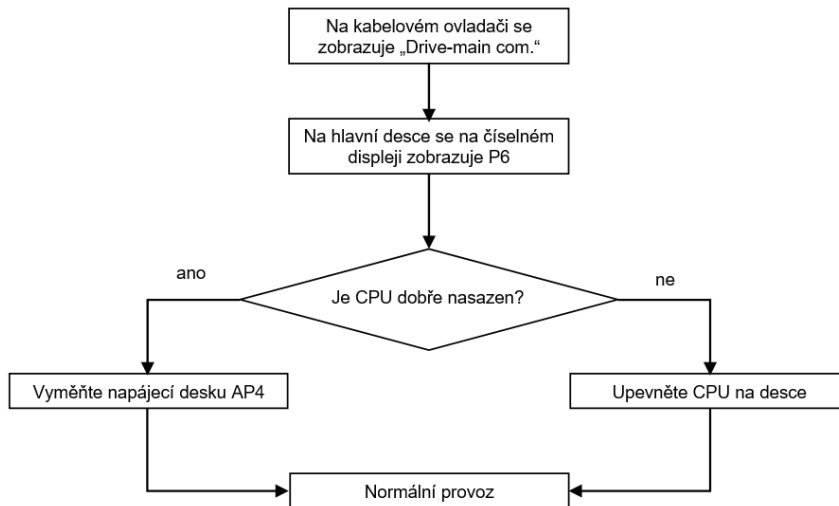 Na kabelovém ovladači se
zobrazuje „Drive-main com.“
Na hlavní desce se na číselném
displeji zobrazuje P6
ano
ne
Je CPU dobře nasazen?
Vyměňte napájecí desku AP4
Upevněte CPU na desce
Normální provoz